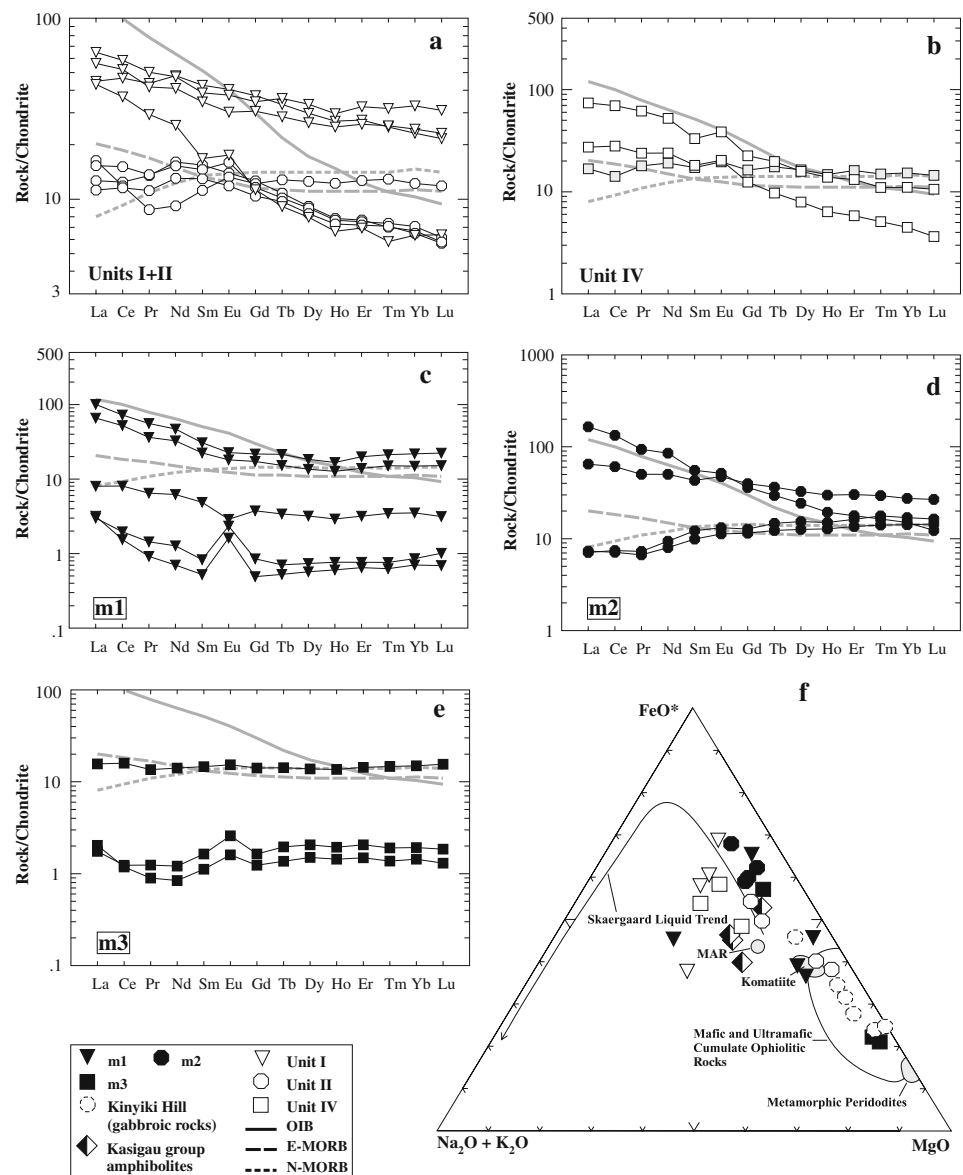 a
100
10
3
Rock/Chondrite
Units I+II
La Ce Pr Nd Sm Eu Gd Tb Dy Ho Er Tm Yb Lu
b
500
100
10
1
Rock/Chondrite
Unit IV
La Ce Pr Nd Sm Eu Gd Tb Dy Ho Er Tm Yb Lu
c
500
100
10
1
.1
Rock/Chondrite
m1
La Ce Pr Nd Sm Eu Gd Tb Dy Ho Er Tm Yb Lu
d
1000
100
10
1
Rock/Chondrite
m2
La Ce Pr Nd Sm Eu Gd Tb Dy Ho Er Tm Yb Lu
e
100
10
1
.1
Rock/Chondrite
m3
La Ce Pr Nd Sm Eu Gd Tb Dy Ho Er Tm Yb Lu
f
FeO*
Skaergaard Liquid Trend
MAR
Komatiite
Mafic and Ultramafic
Cumulate Ophiolitic
Rocks
Metamorphic Peridodites
Na2O + K2O
MgO
m1 m2
m3
Kinyiki Hill
(gabbroic rocks)
Kasigau group
amphibolites
Unit I
Unit II
Unit IV
OIB
E-MORB
N-MORB